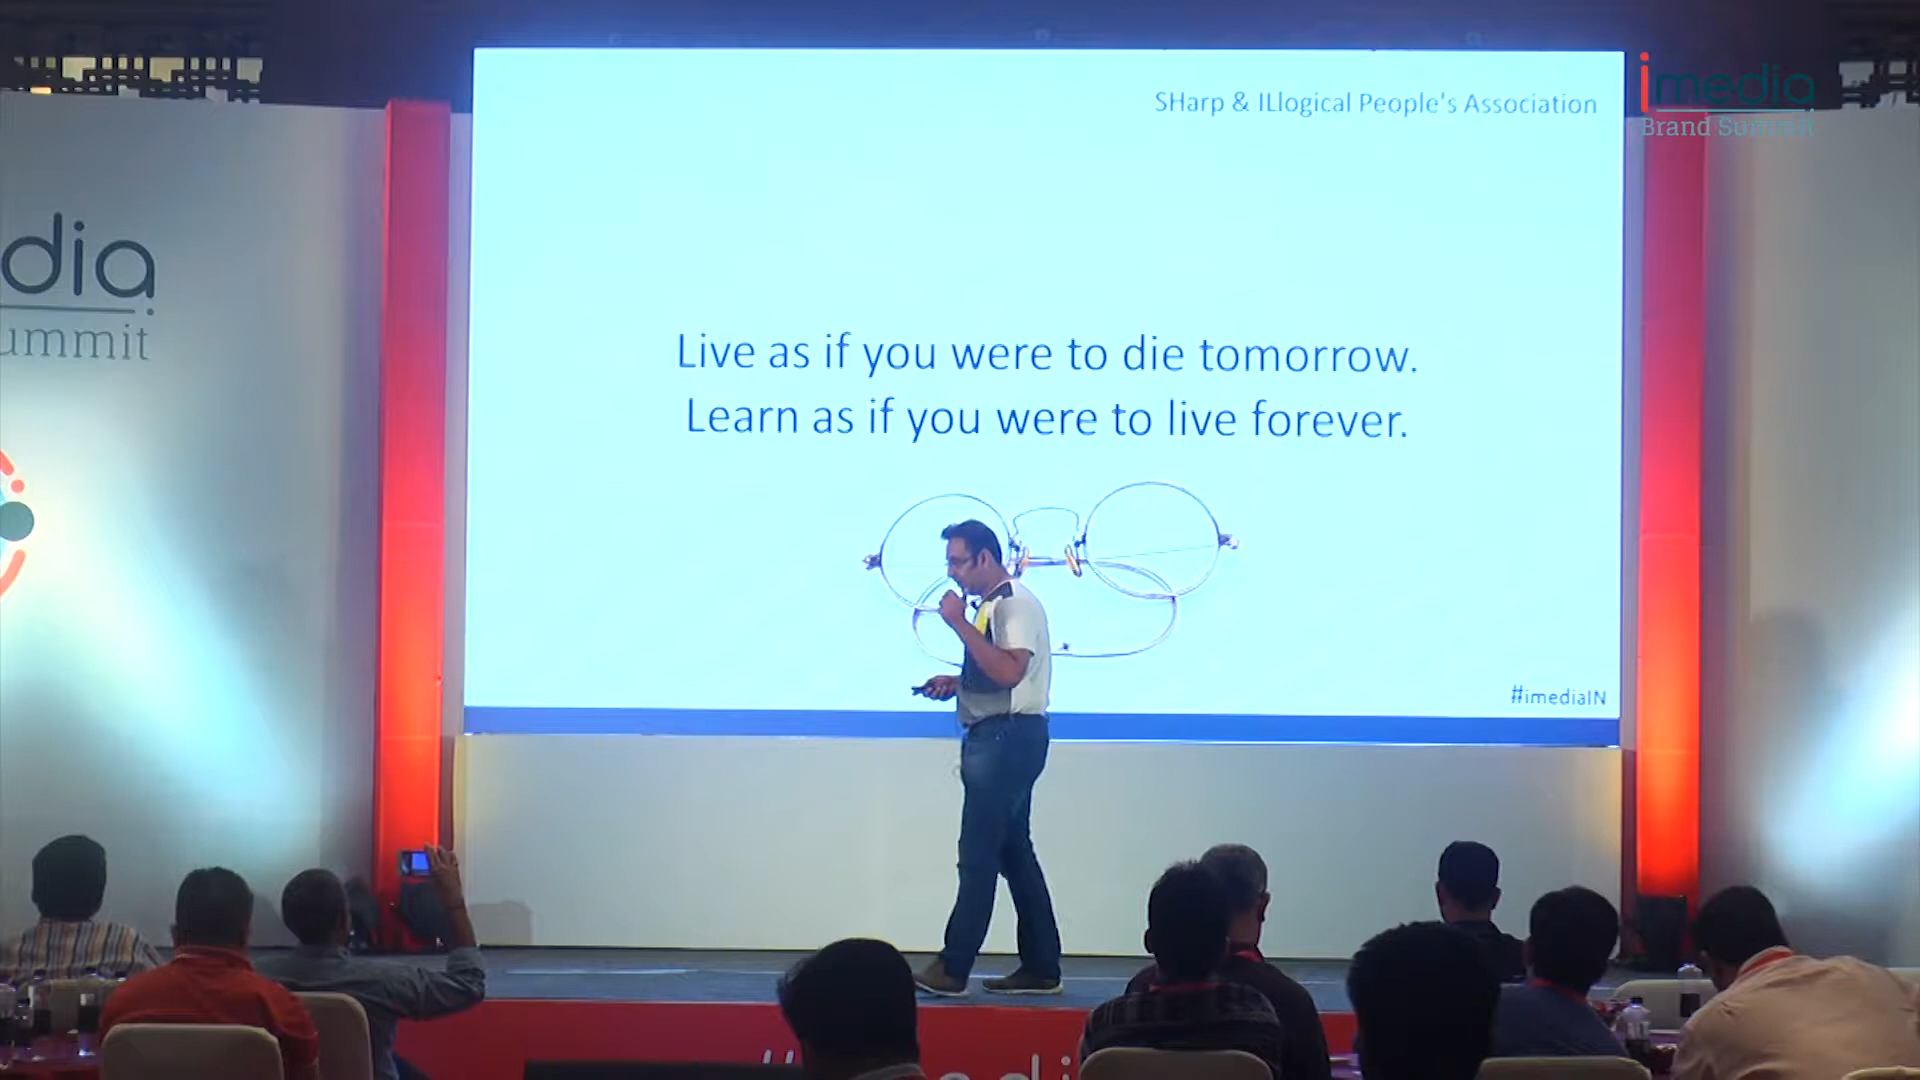 SHarp & ILlogical People's Association
imedia
Brand Summit
dia
ummit
Live as if you were to die tomorrow.
Learn as if you were to live forever.
#imediaIN